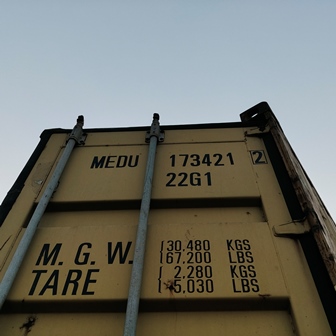 MEDU 173421 2
22G1
M. G. W. 30.480 KGS
67.200 LBS
TARE 2.280 KGS
5,030 LBS